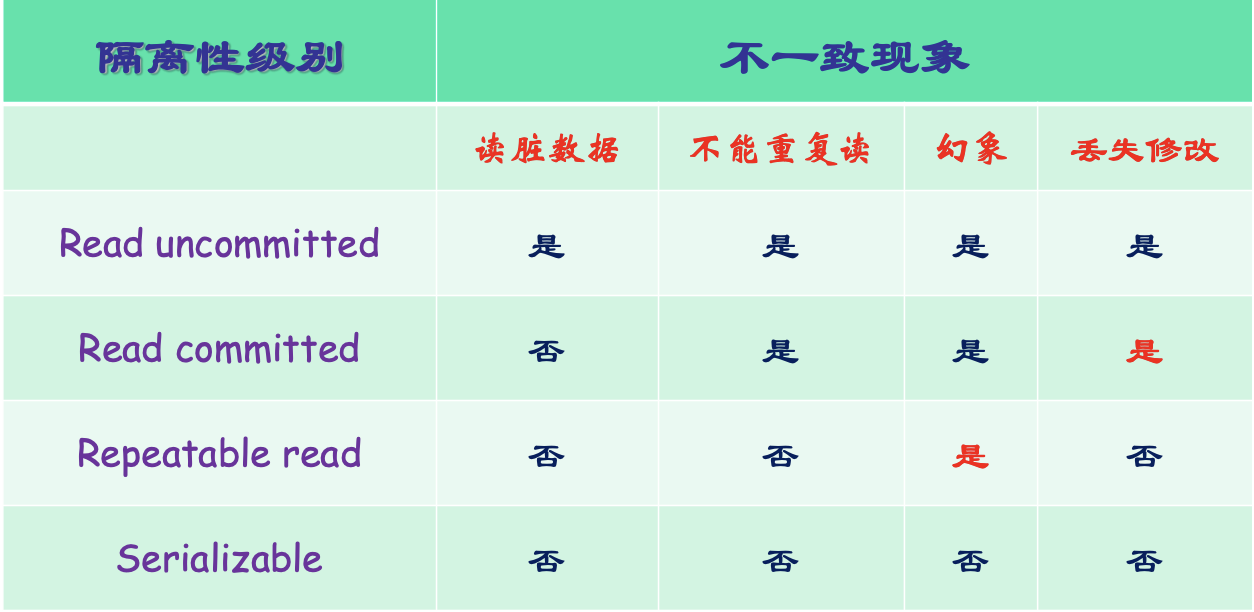 隔离性级别 不一致现象
读脏数据 不能重复读 幻象 丢失修改
Read uncommitted 是 是 是 是
Read committed 否 是 是 是
Repeatable read 否 否 是 否
Serializable 否 否 否 否